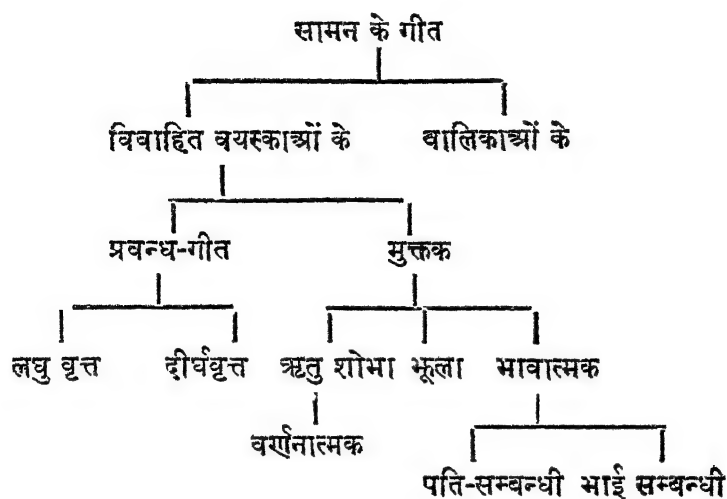 सामन के गीत
विवाहित वयस्काओं के वालिकाओं के
प्रवन्ध-गीत मुक्तक
लघु वृत्त दीर्घवृत्त ऋतु शोभा झूला भावात्मक
वर्णनात्मक
पति-सम्बन्धी भाई सम्बन्धी